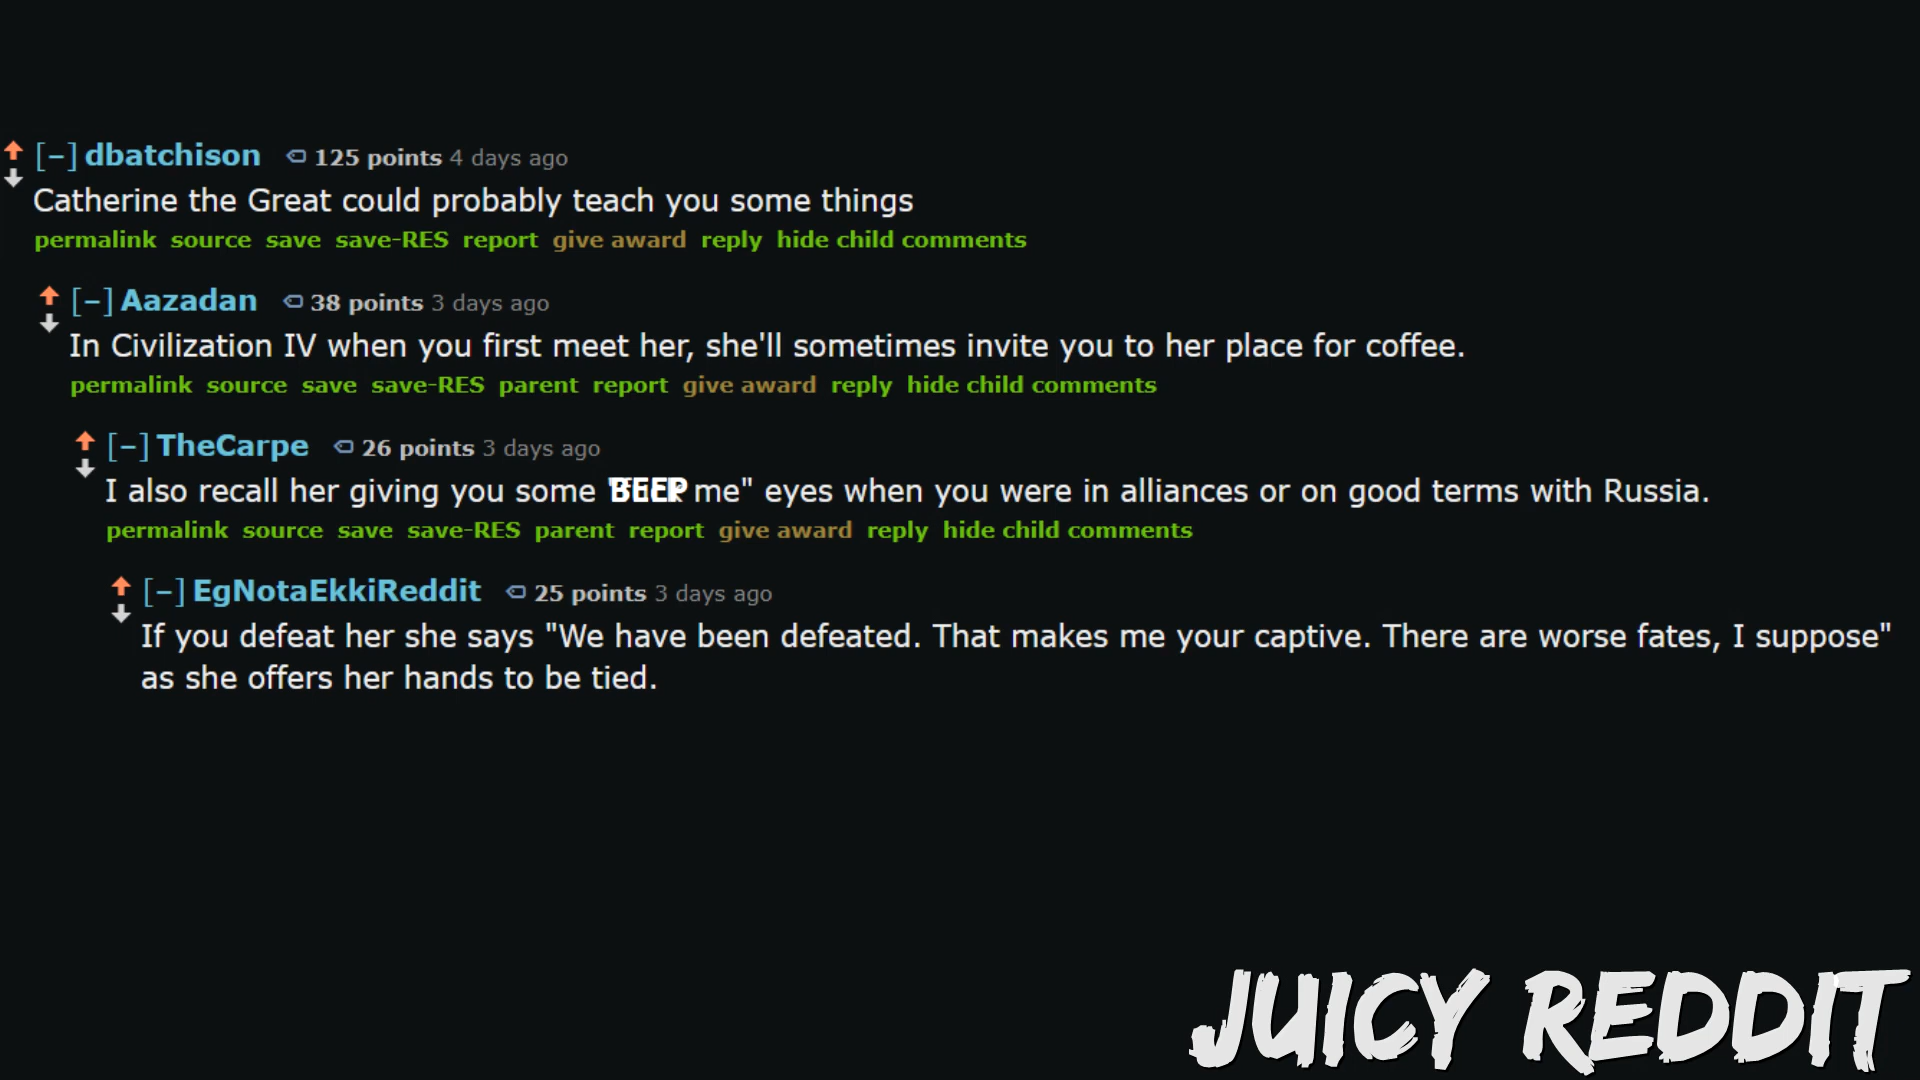 [–] dbatchison 125 points 4 days ago
Catherine the Great could probably teach you some things
permalink source save save-RES report give award reply hide child comments
[–] Aazadan 38 points 3 days ago
In Civilization IV when you first meet her, she'll sometimes invite you to her place for coffee.
permalink source save save-RES parent report give award reply hide child comments
[–] TheCarpe 26 points 3 days ago
I also recall her giving you some "BEEP me" eyes when you were in alliances or on good terms with Russia.
permalink source save save-RES parent report give award reply hide child comments
[–] EgNotaEkkiReddit 25 points 3 days ago
If you defeat her she says "We have been defeated. That makes me your captive. There are worse fates, I suppose"
as she offers her hands to be tied.
JUICY REDDIT